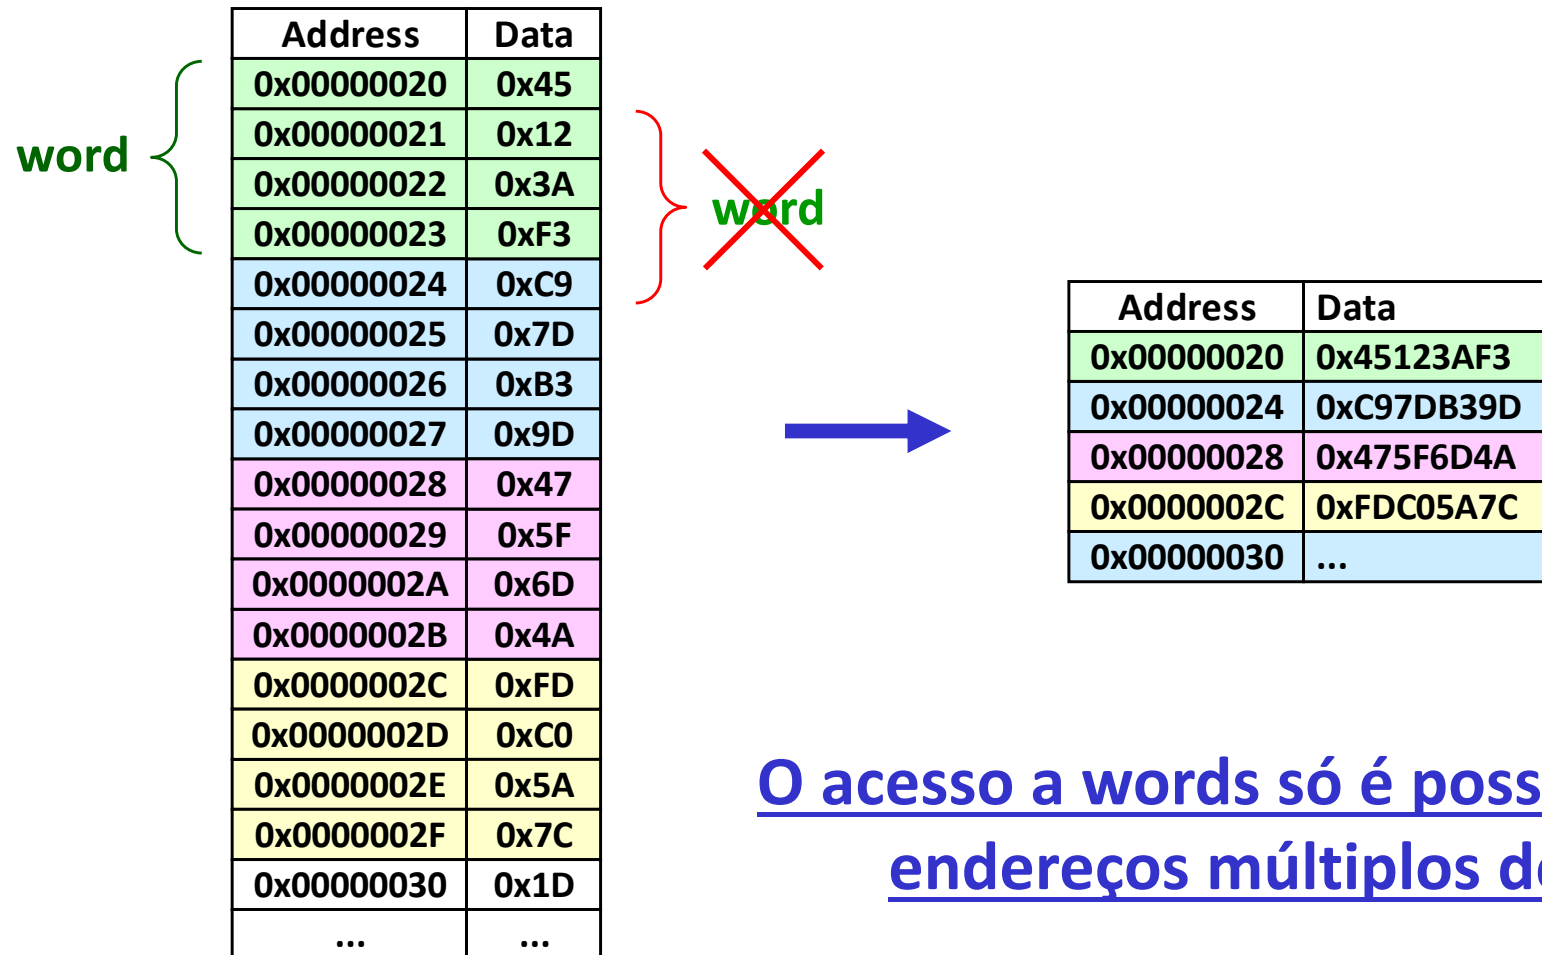 Address Data
0x00000020 0x45
0x00000021 0x12
word
0x00000022 0x3A
word
0x00000023 0xF3
0x00000024 0xC9
0x00000025 0x7D
0x00000026 0xB3
0x00000027 0x9D
0x00000028 0x47
0x00000029 0x5F
0x0000002A 0x6D
0x0000002B 0x4A
0x0000002C 0xFD
0x0000002D 0xC0
0x0000002E 0x5A
0x0000002F 0x7C
0x00000030 0x1D
... ...
Address Data
0x00000020 0x45123AF3
0x00000024 0xC97DB39D
0x00000028 0x475F6D4A
0x0000002C 0xFDC05A7C
0x00000030 ...
O acesso a words só é poss
endereços múltiplos